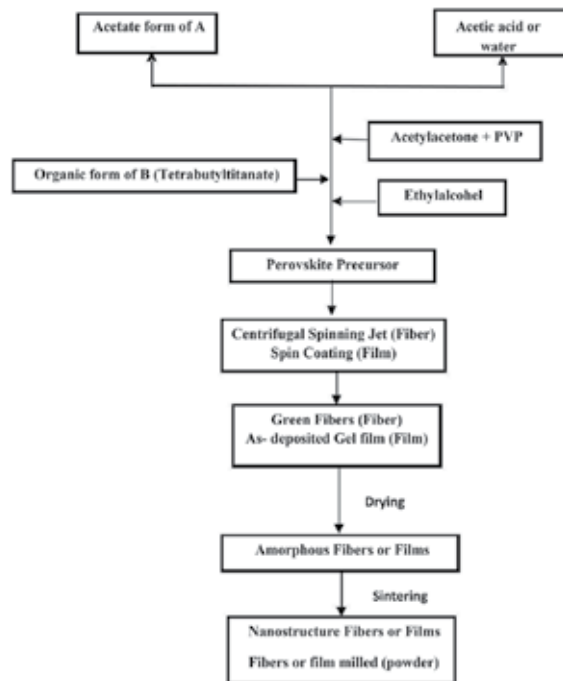 Acetate form of A
Acetic acid or
water
Acetylacetone + PVP
Organic form of B (Tetrabutyltitanate)
Ethylalcohel
Perovskite Precursor
Centrifugal Spinning Jet (Fiber)
Spin Coating (Film)
Green Fibers (Fiber)
As- deposited Gel film (Film)
Drying
Amorphous Fibers or Films
Sintering
Nanostructure Fibers or Films
Fibers or film milled (powder)